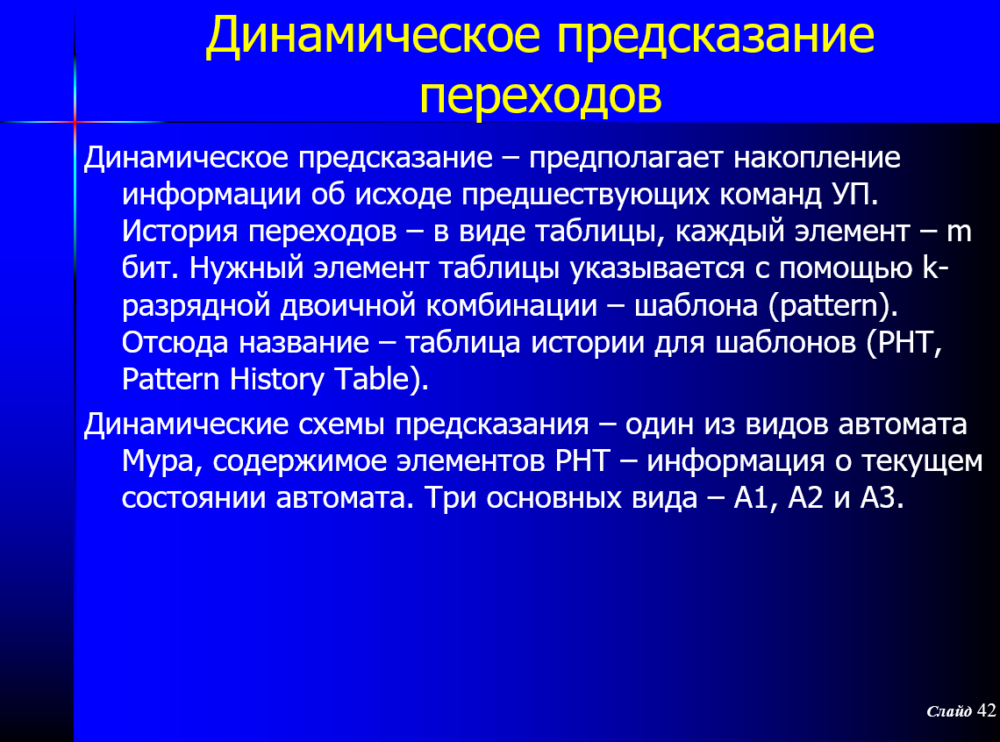 Динамическое предсказание
переходов
Динамическое предсказание – предполагает накопление
информации об исходе предшествующих команд УП.
История переходов – в виде таблицы, каждый элемент – m
бит. Нужный элемент таблицы указывается с помощью k-
разрядной двоичной комбинации – шаблона (pattern).
Отсюда название – таблица истории для шаблонов (PHT,
Pattern History Table).
Динамические схемы предсказания – один из видов автомата
Мура, содержимое элементов PHT – информация о текущем
состоянии автомата. Три основных вида – А1, А2 и А3.
Слайд 42